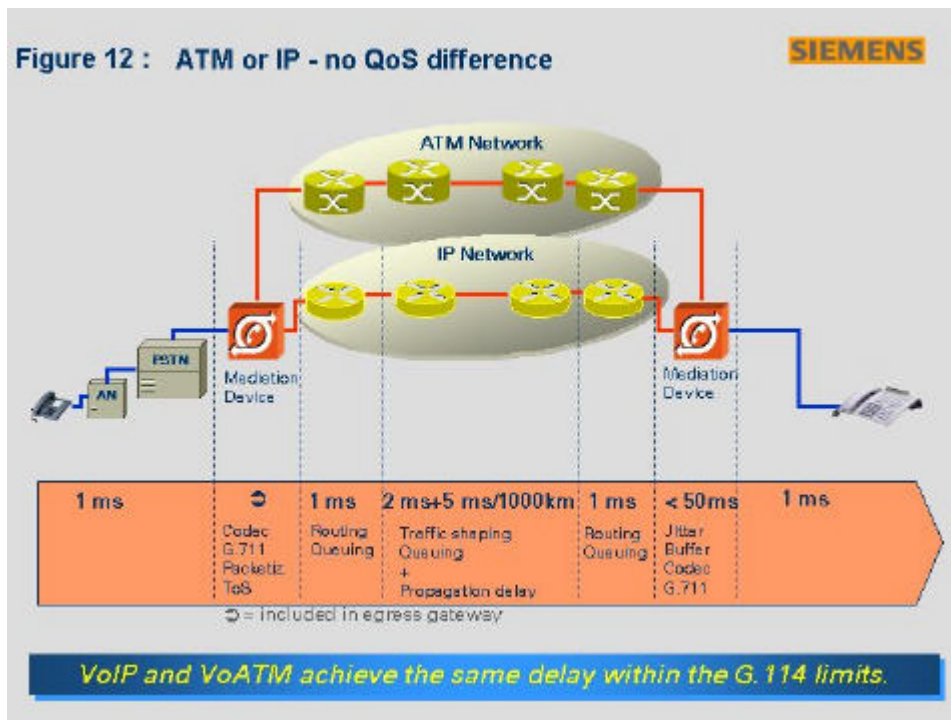 Figure 12 : ATM or IP - no QoS difference
SIEMENS
ATM Network
IP Network
PSTN
AN
Mediation
Device
Mediation
Device
1 ms
➲
1 ms
2 ms+5 ms/1000km
1 ms
< 50ms
1 ms
Codec
G.711
Packetiz.
ToS
Routing
Queuing
Traffic shaping
Queuing
+
Propagation delay
Routing
Queuing
Jitter
Buffer
Codec
G.711
➲ = included in egress gateway
VoIP and VoATM achieve the same delay within the G.114 limits.